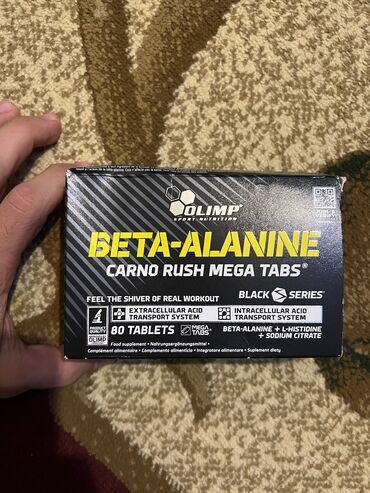 OLIMP
SPORT NUTRITION
BETA-ALANINE
CARNO RUSH MEGA TABS®
FEEL THE SHIVER OF REAL WORKOUT
BLACK SERIES®
EXTRACELLULAR ACID
TRANSPORT SYSTEM
INTRACELLULAR ACID
TRANSPORT SYSTEM
OLIMP
80 TABLETS
MEGA
TABS®
BETA-ALANINE + L-HISTIDINE
+ SODIUM CITRATE
Food supplement • Nahrungsergänzungsmittel •
Complément alimentaire • Complemento alimenticio • Integratore alimentare • Suplement diety